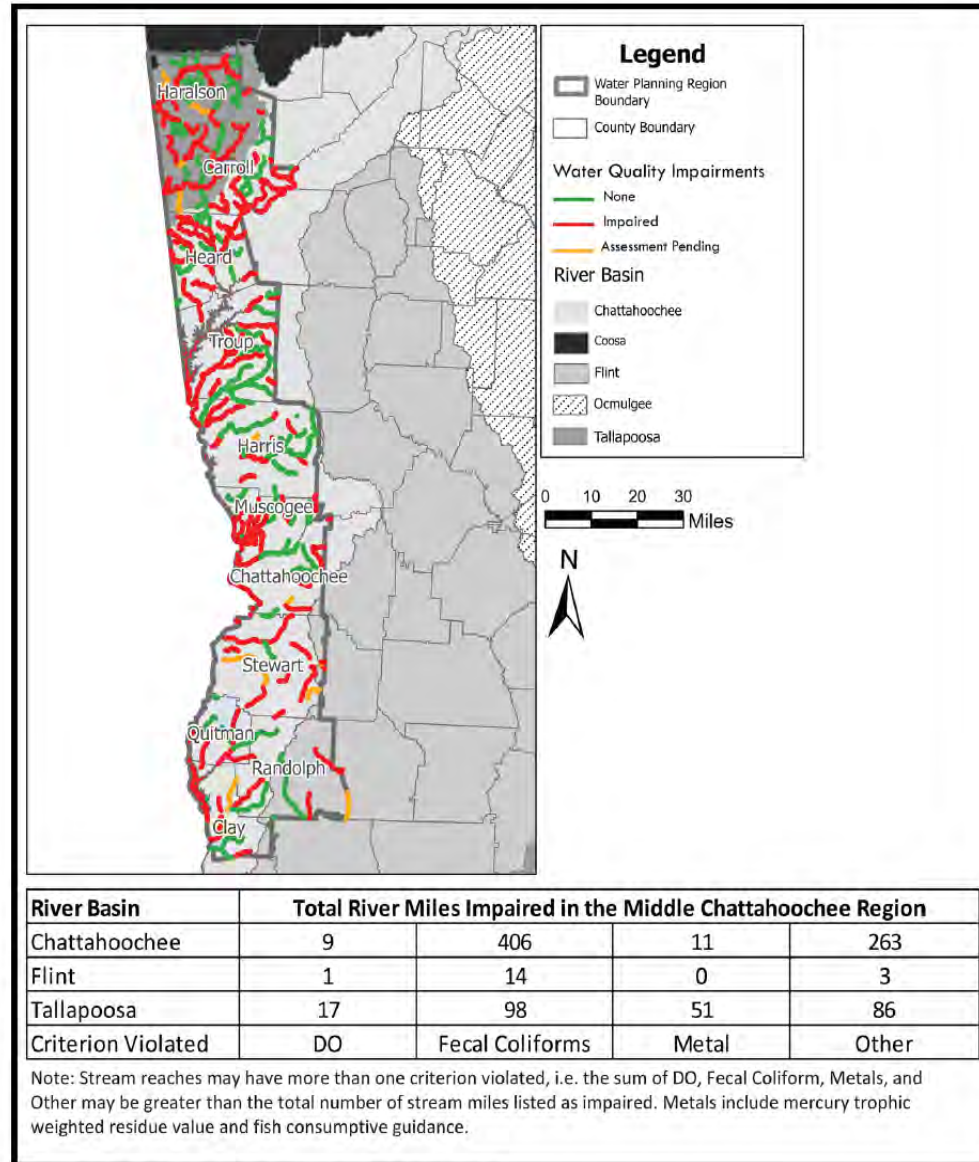 Legend
Water Planning Region
Boundary
County Boundary
Water Quality Impairments
None
Impaired
Assessment Pending
River Basin
Chattahoochee
Coosa
Flint
Ocmulgee
Tallapoosa
0 10 20 30
Miles
N
Haralson
Carroll
Heard
Troup
Harris
Muscogee
Chattahoochee
Stewart
Quitman
Randolph
Clay
River Basin Total River Miles Impaired in the Middle Chattahoochee Region
Chattahoochee 9 406 11 263
Flint 1 14 0 3
Tallapoosa 17 98 51 86
Criterion Violated DO Fecal Coliforms Metal Other
Note: Stream reaches may have more than one criterion violated, i.e. the sum of DO, Fecal Coliform, Metals, and
Other may be greater than the total number of stream miles listed as impaired. Metals include mercury trophic
weighted residue value and fish consumptive guidance.